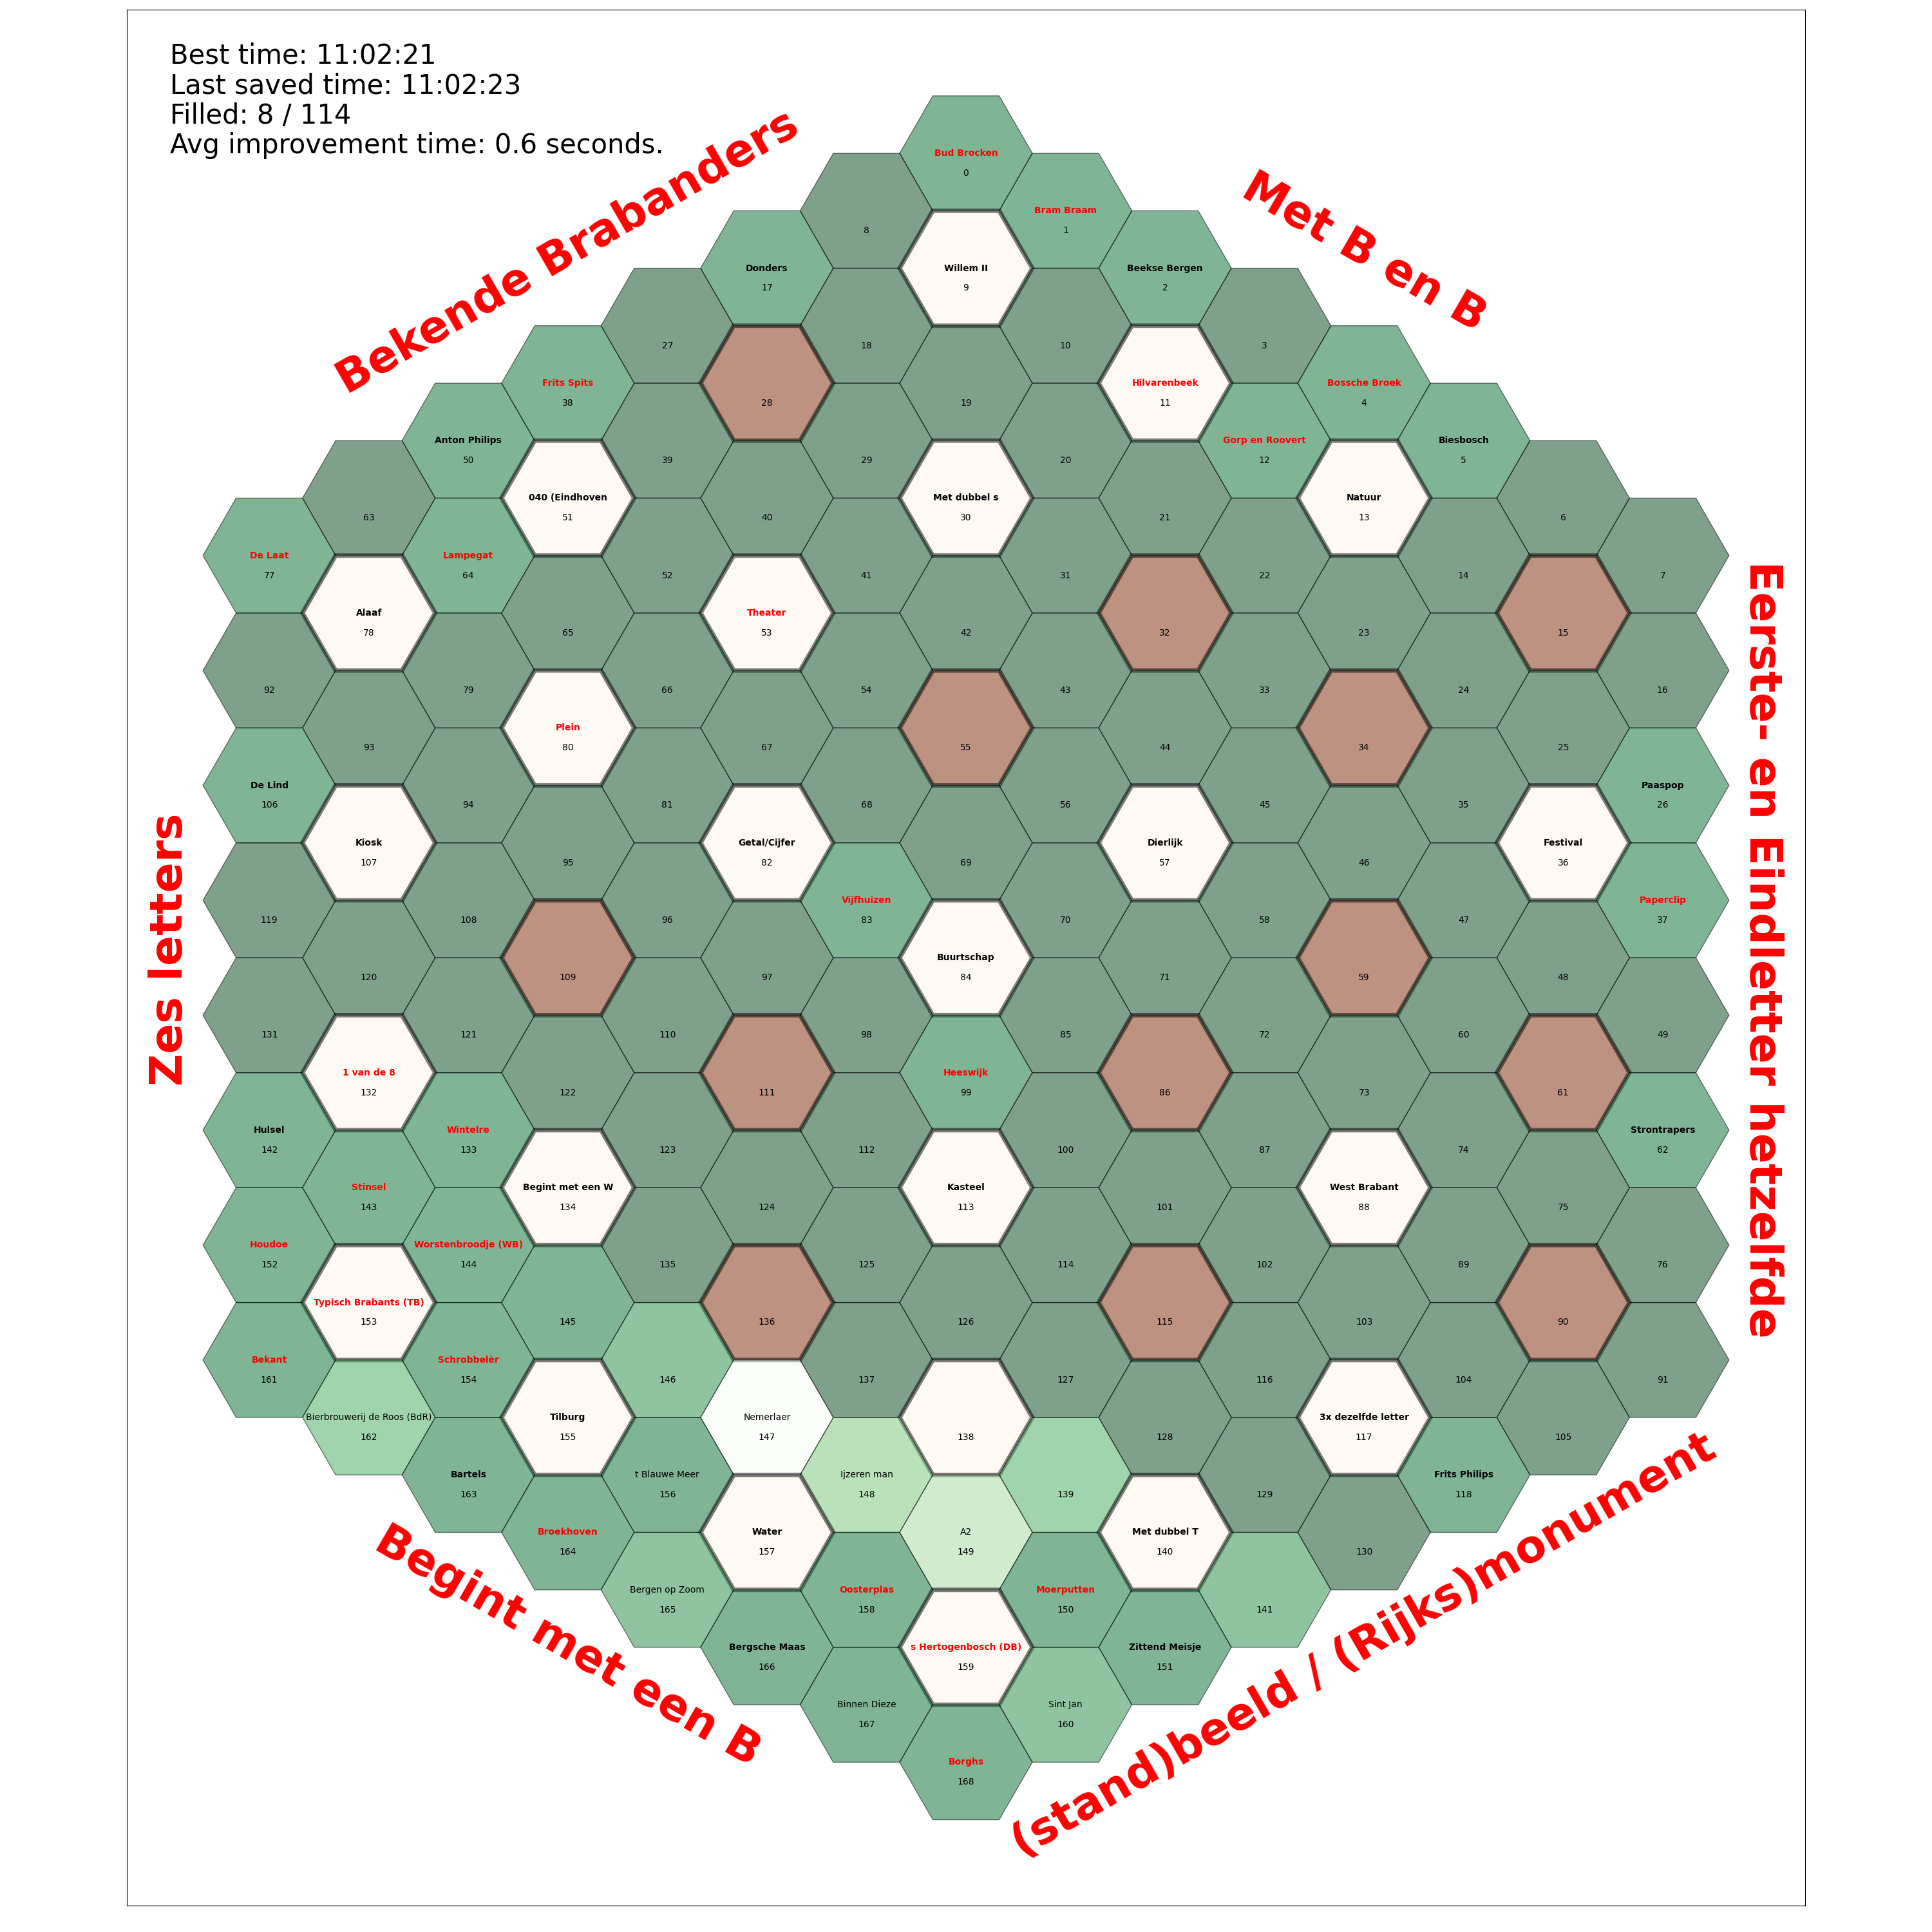 Best time: 11:02:21
Last saved time: 11:02:23
Filled: 8 / 114
Avg improvement time: 0.6 seconds.
Bekende Brabanders
Met B en B
Eerste- en Eindletter hetzelfde
(stand)beeld / (Rijks)monument
Begint met een B
Zes letters
Bud Brocken
0
Bram Braam
1
8
Donders
17
Willem II
9
Beekse Bergen
2
27
18
10
3
Frits Spits
38
28
19
Hilvarenbeek
11
Bossche Broek
4
Anton Philips
50
39
29
20
Gorp en Roovert
12
Biesbosch
5
63
040 (Eindhoven
51
40
Met dubbel s
30
21
Natuur
13
6
De Laat
77
Lampegat
64
52
41
31
22
14
7
Alaaf
78
65
Theater
53
42
32
23
15
92
79
66
54
43
33
24
16
93
Plein
80
67
55
44
34
25
De Lind
106
94
81
68
56
45
35
Paaspop
26
Kiosk
107
95
Getal/Cijfer
82
69
Dierlijk
57
46
Festival
36
119
108
96
Vijfhuizen
83
70
58
47
Paperclip
37
120
109
97
Buurtschap
84
71
59
48
131
121
110
98
85
72
60
49
1 van de 8
132
122
111
Heeswijk
99
86
73
61
Hulsel
142
Wintelre
133
123
112
100
87
74
Strontrapers
62
Stinsel
143
Begint met een W
134
124
Kasteel
113
101
West Brabant
88
75
Houdoe
152
Worstenbroodje (WB)
144
135
125
114
102
89
76
Typisch Brabants (TB)
153
145
136
126
115
103
90
Bekant
161
Schrobbelèr
154
146
137
127
116
104
91
Bierbrouwerij de Roos (BdR)
162
Tilburg
155
Nemerlaer
147
138
128
3x dezelfde letter
117
105
Bartels
163
t Blauwe Meer
156
Ijzeren man
148
139
129
Frits Philips
118
Broekhoven
164
Water
157
A2
149
Met dubbel T
140
130
Bergen op Zoom
165
Oosterplas
158
Moerputten
150
141
Bergsche Maas
166
s Hertogenbosch (DB)
159
Zittend Meisje
151
Binnen Dieze
167
Sint Jan
160
Borghs
168